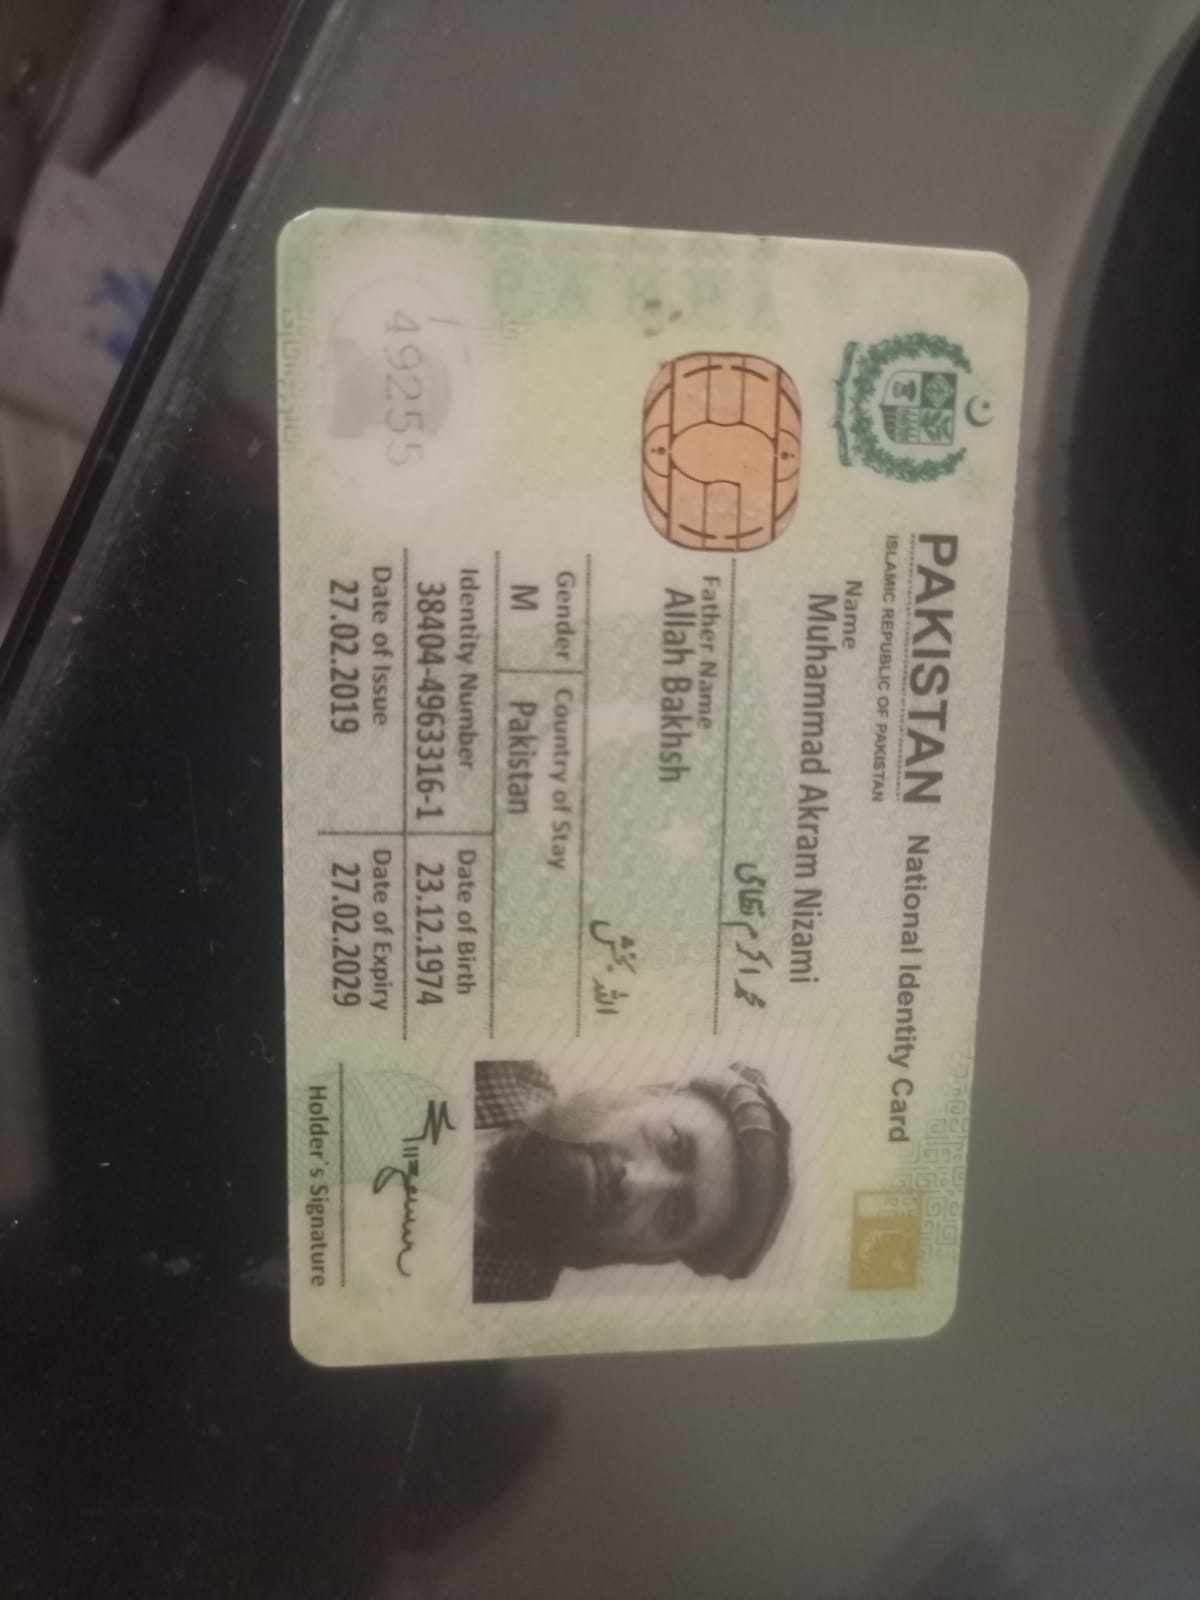 PAKISTAN National Identity Card
ISLAMIC REPUBLIC OF PAKISTAN
Name
Muhammad Akram Nizami
محمد اکرم نظامی
Father Name
Allah Bakhsh
اللہ بخش
Gender Country of Stay
M Pakistan
Identity Number Date of Birth
38404-4963316-1 23.12.1974
Date of Issue Date of Expiry
27.02.2019 27.02.2029
49255
Holder's Signature